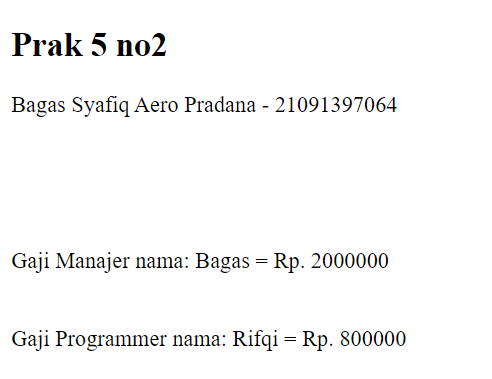 Prak 5 no2
Bagas Syafiq Aero Pradana - 21091397064
Gaji Manajer nama: Bagas = Rp. 2000000
Gaji Programmer nama: Rifqi = Rp. 800000